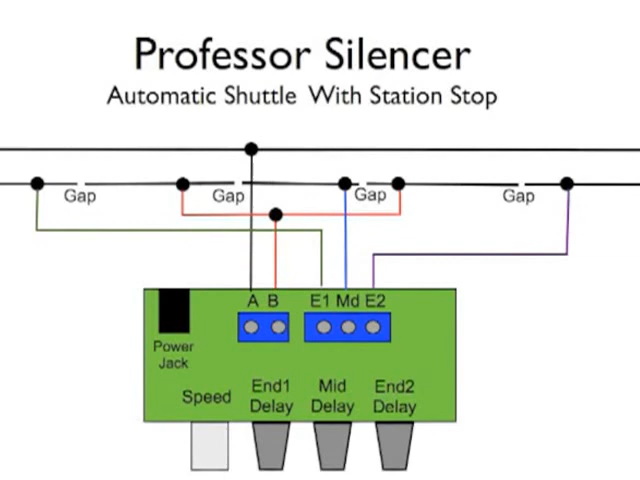 Professor Silencer
Automatic Shuttle With Station Stop
Gap Gap Gap Gap
A B E1 Md E2
Power
Jack
Speed
End1
Delay
Mid
Delay
End2
Delay